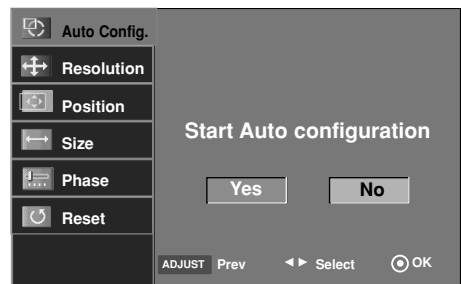 Auto Config.
Resolution
Position
Size
Phase
Reset
Start Auto configuration
Yes No
ADJUST Prev ◄► Select OK